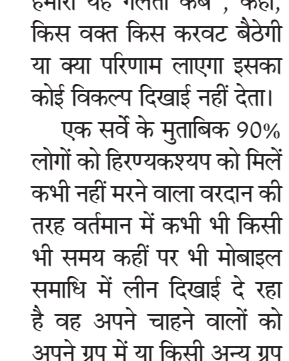 हमारी यह गलती कब , कहां,
किस वक्त किस करवट बैठेगी
या क्या परिणाम लाएगा इसका
कोई विकल्प दिखाई नहीं देता।
एक सर्वे के मुताबिक 90%
लोगों को हिरण्यकश्यप को मिलें
कभी नहीं मरने वाला वरदान की
तरह वर्तमान में कभी भी किसी
भी समय कहीं पर भी मोबाइल
समाधि में लीन दिखाई दे रहा
है वह अपने चाहने वालों को
अपने ग्रुप में या किसी अन्य ग्रुप